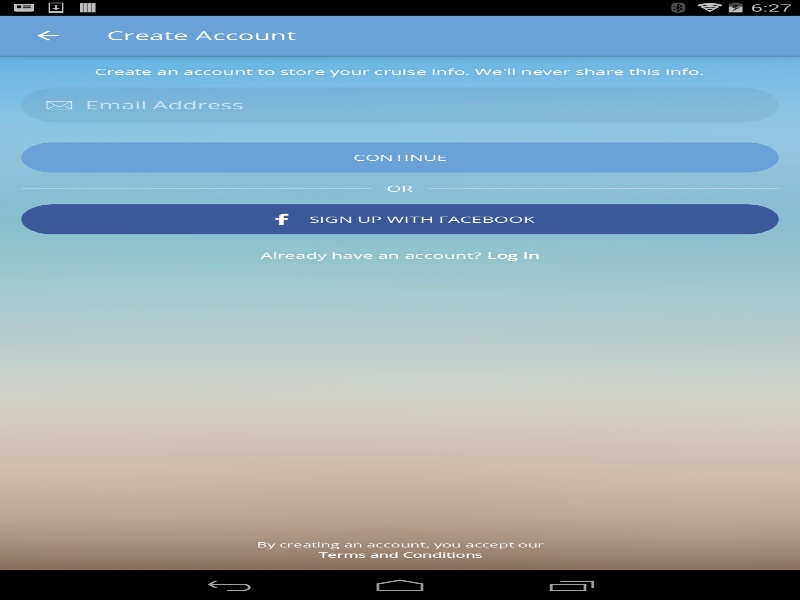 6:27
Create Account
Create an account to store your cruise info. We'll never share this info.
Email Address
CONTINUE
OR
f SIGN UP WITH FACEBOOK
Already have an account? Log In
By creating an account, you accept our
Terms and Conditions